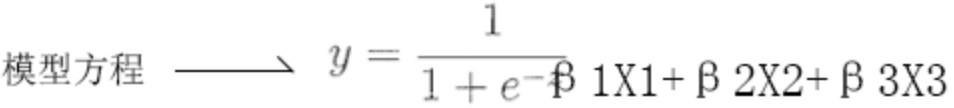 模型方程 y = 1 / (1 + e^- β 1X1+β 2X2+β 3X3